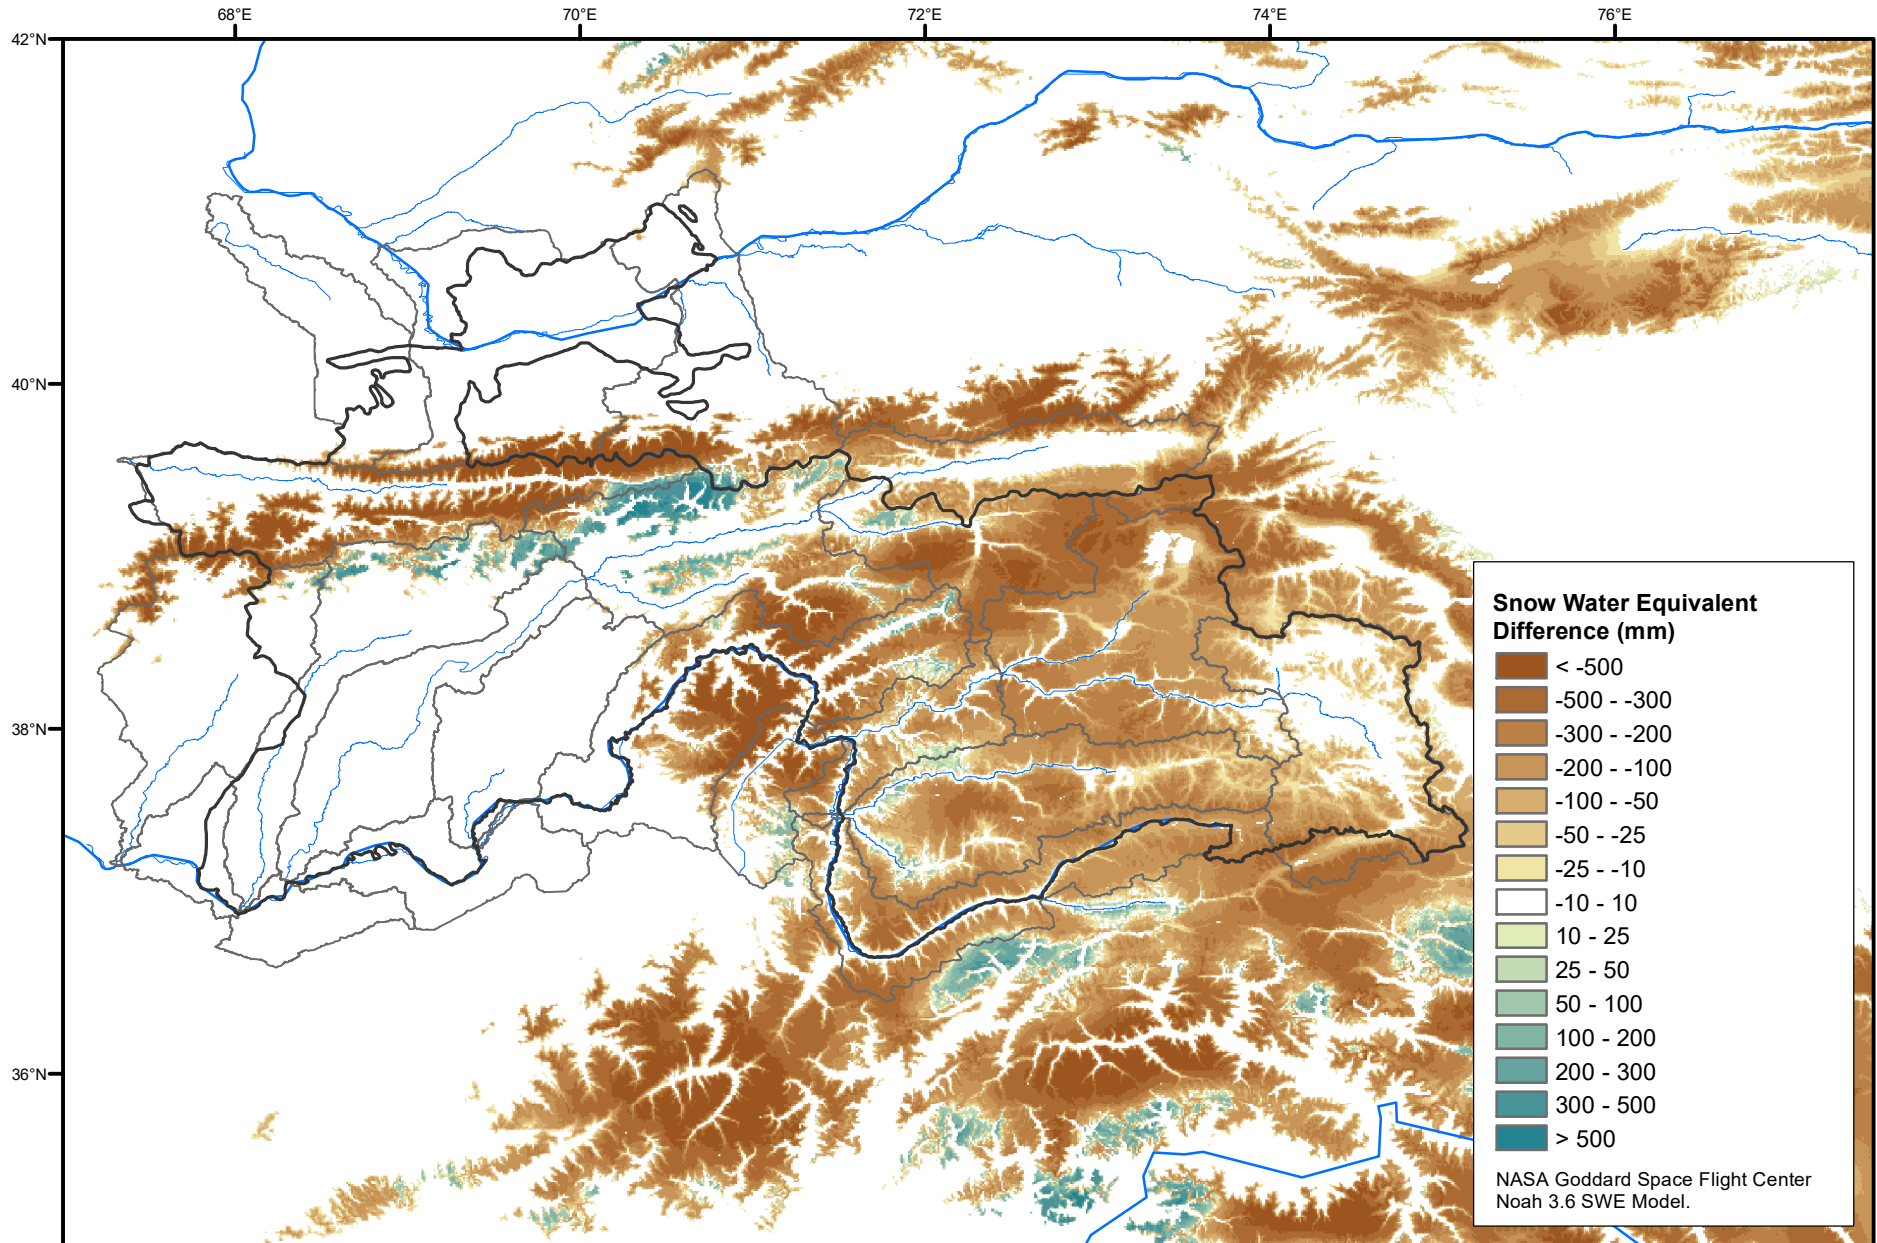 68°E 70°E 72°E 74°E 76°E
42°N
40°N
38°N
36°N
Snow Water Equivalent
Difference (mm)
< -500
-500 - -300
-300 - -200
-200 - -100
-100 - -50
-50 - -25
-25 - -10
-10 - 10
10 - 25
25 - 50
50 - 100
100 - 200
200 - 300
300 - 500
> 500
NASA Goddard Space Flight Center
Noah 3.6 SWE Model.